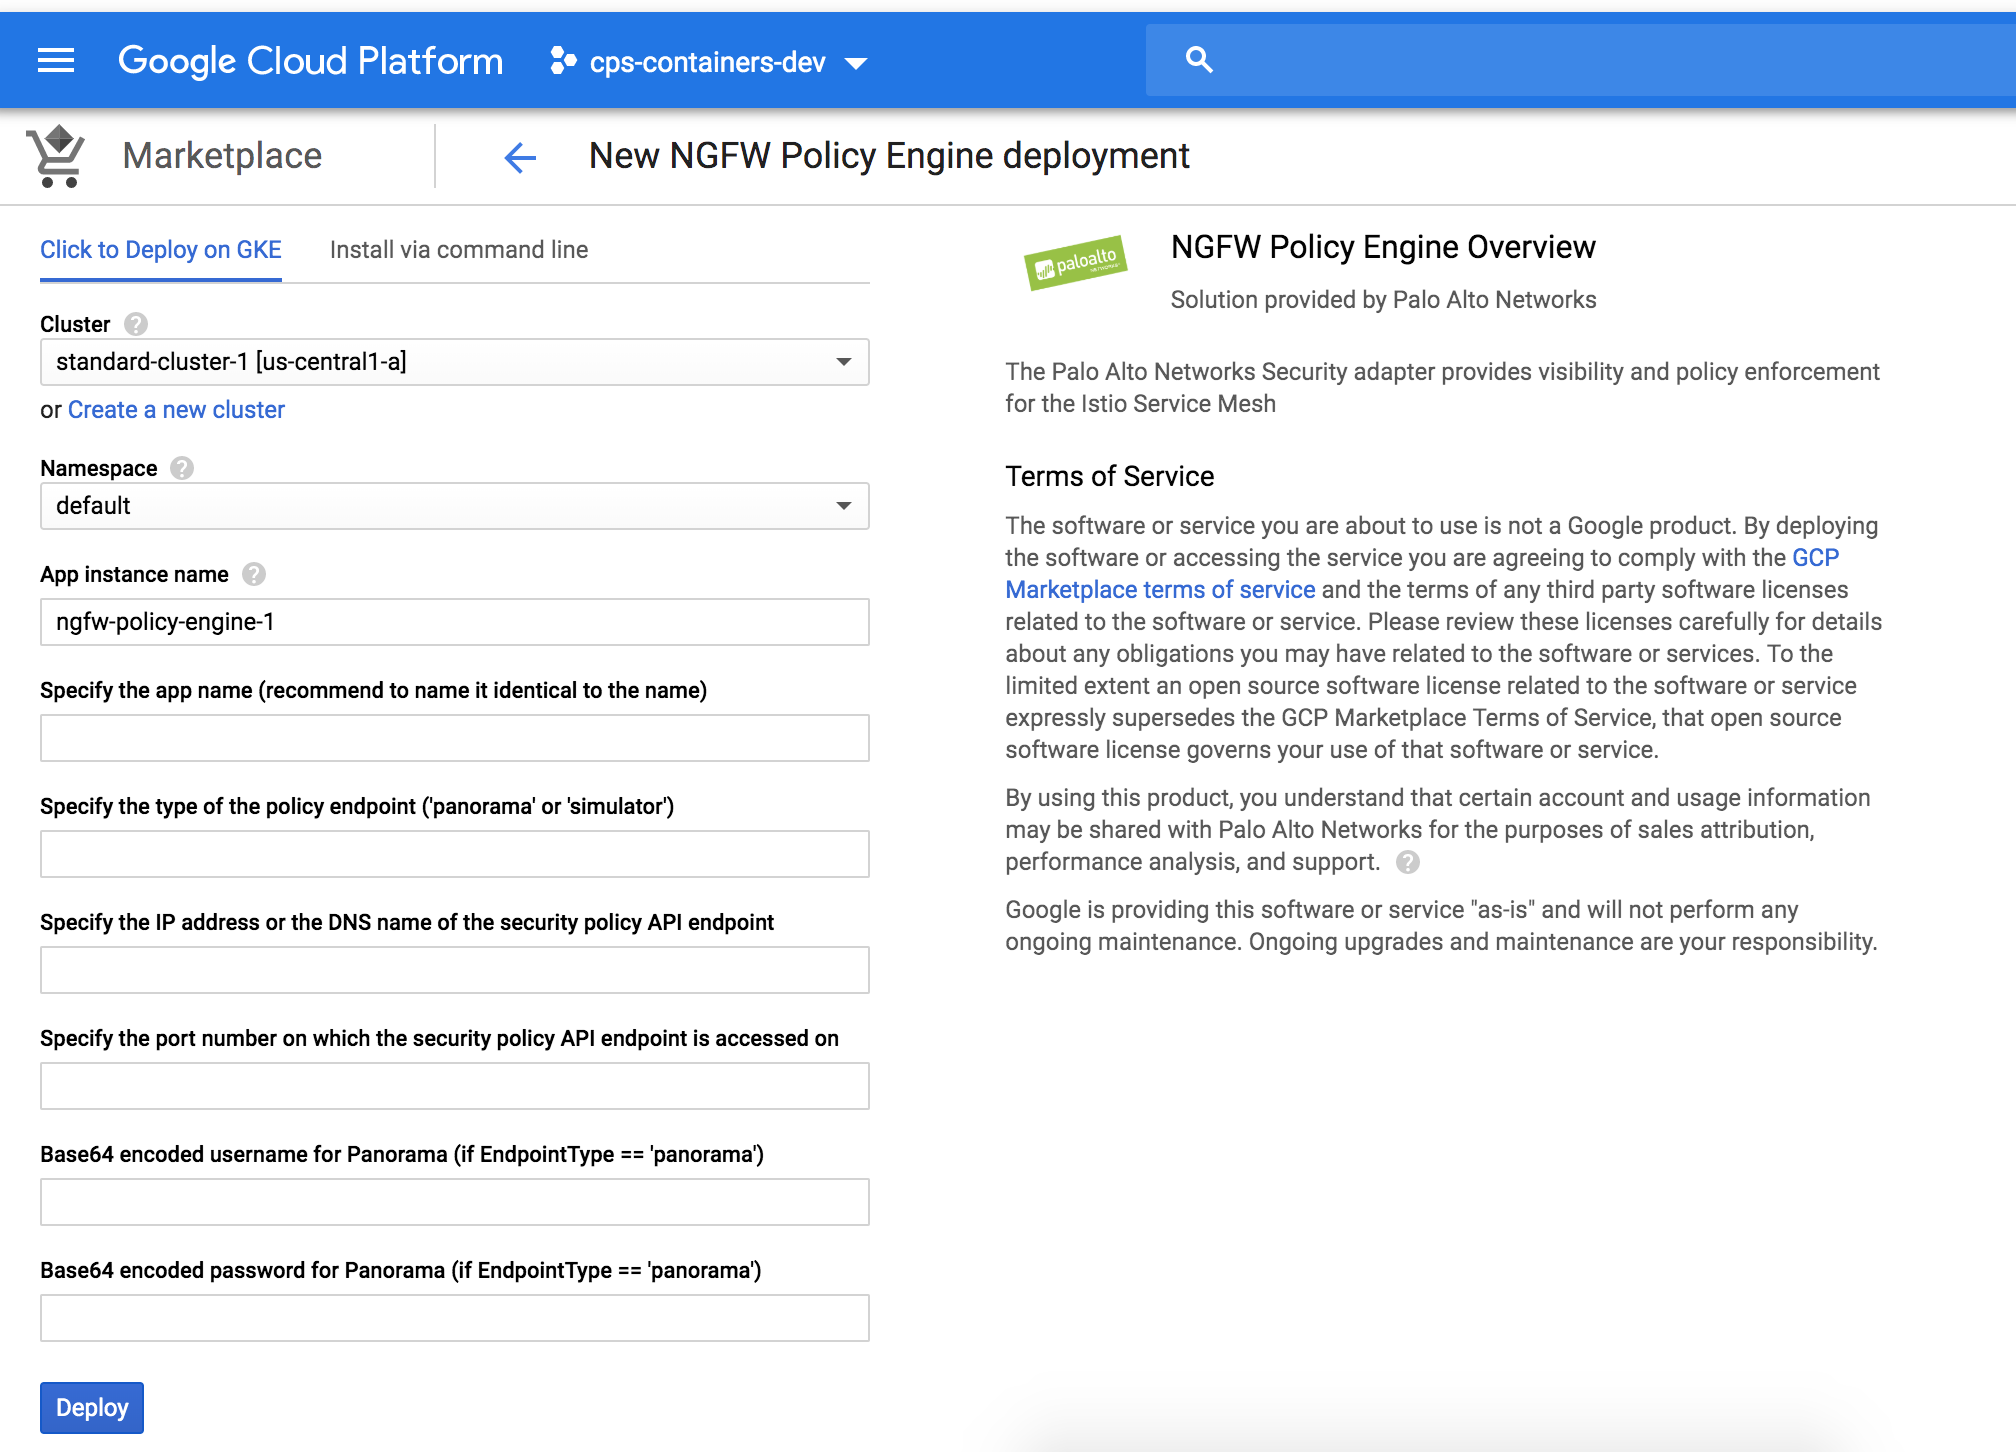 Google Cloud Platform
cps-containers-dev
Marketplace
New NGFW Policy Engine deployment
Click to Deploy on GKE
Install via command line
Cluster ?
standard-cluster-1 [us-central1-a]
or Create a new cluster
Namespace ?
default
App instance name ?
ngfw-policy-engine-1
Specify the app name (recommend to name it identical to the name)
Specify the type of the policy endpoint ('panorama' or 'simulator')
Specify the IP address or the DNS name of the security policy API endpoint
Specify the port number on which the security policy API endpoint is accessed on
Base64 encoded username for Panorama (if EndpointType == 'panorama')
Base64 encoded password for Panorama (if EndpointType == 'panorama')
Deploy
paloalto
NGFW Policy Engine Overview
Solution provided by Palo Alto Networks
The Palo Alto Networks Security adapter provides visibility and policy enforcement
for the Istio Service Mesh
Terms of Service
The software or service you are about to use is not a Google product. By deploying
the software or accessing the service you are agreeing to comply with the GCP
Marketplace terms of service and the terms of any third party software licenses
related to the software or service. Please review these licenses carefully for details
about any obligations you may have related to the software or services. To the
limited extent an open source software license related to the software or service
expressly supersedes the GCP Marketplace Terms of Service, that open source
software license governs your use of that software or service.
By using this product, you understand that certain account and usage information
may be shared with Palo Alto Networks for the purposes of sales attribution,
performance analysis, and support. ?
Google is providing this software or service "as-is" and will not perform any
ongoing maintenance. Ongoing upgrades and maintenance are your responsibility.